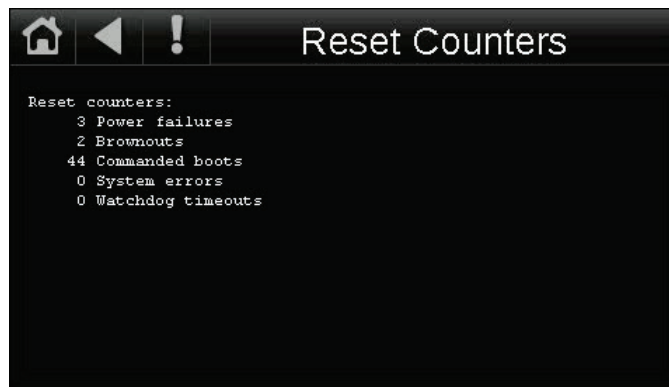 Reset Counters
Reset counters:
3 Power failures
2 Brownouts
44 Commanded boots
0 System errors
0 Watchdog timeouts